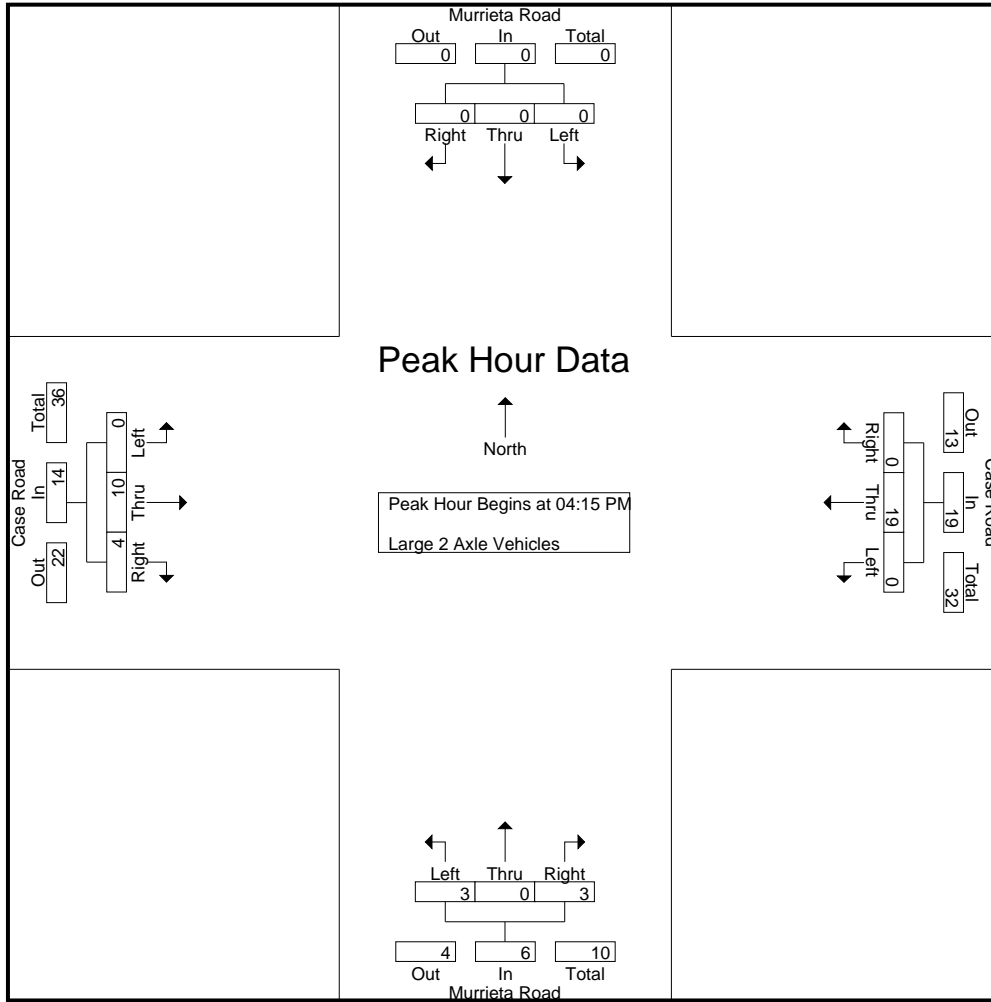 Murrieta Road
Out In Total
0 0 0
0 0 0
Right Thru Left
Peak Hour Data
North
Peak Hour Begins at 04:15 PM
Large 2 Axle Vehicles
Case Road
Out In Total
22 14 36
4 10 0
Right Thru Left
Case Road
Out In Total
13 19 32
0 19 0
Right Thru Left
Left Thru Right
3 0 3
4 6 10
Out In Total
Murrieta Road